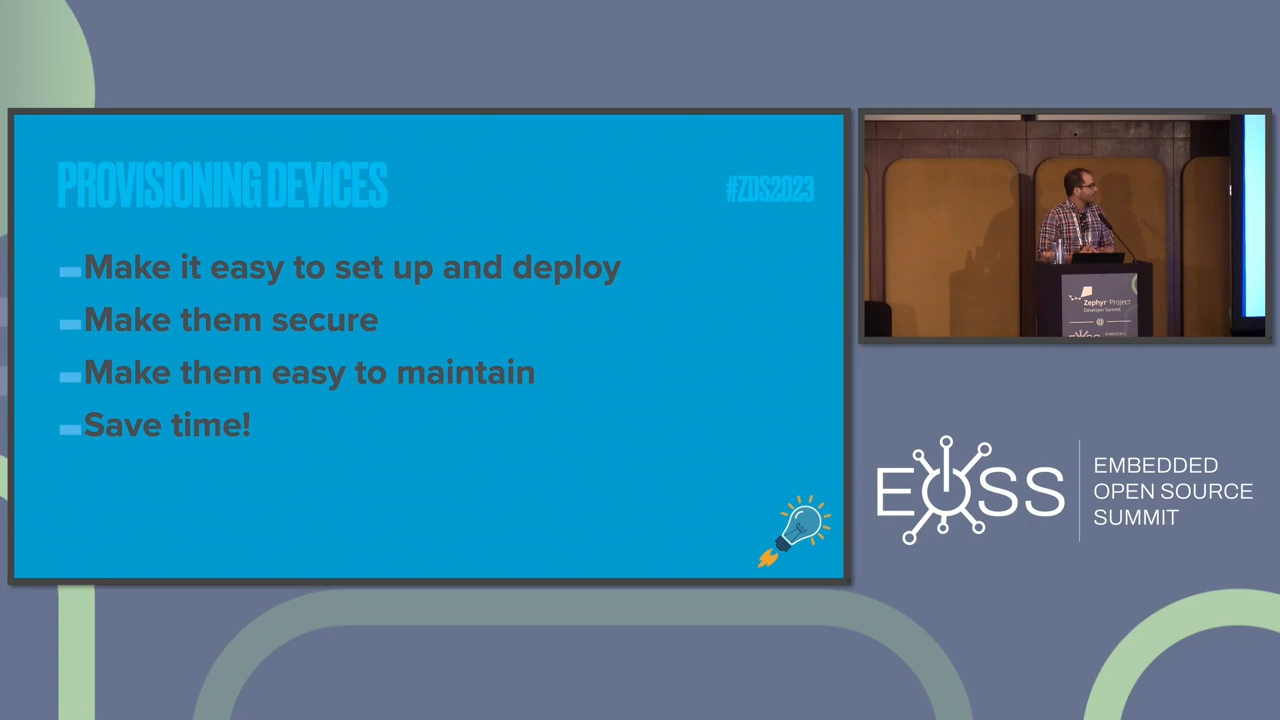 PROVISIONING DEVICES
#ZDS2023
Make it easy to set up and deploy
Make them secure
Make them easy to maintain
Save time!
Zephyr Project
Developer Summit
@
EOSS
EMBEDDED
OPEN SOURCE
SUMMIT